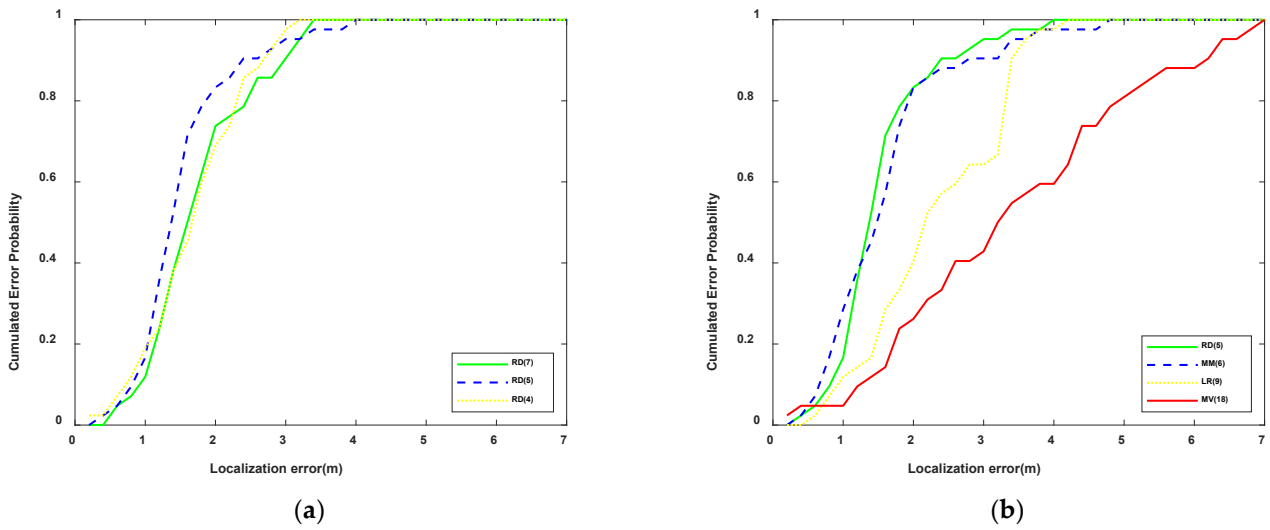 1
0.8
0.6
0.4
0.2
0
Cumulated Error Probability
0 1 2 3 4 5 6 7
Localization error(m)
RD(7)
RD(5)
RD(4)
(a)
1
0.8
0.6
0.4
0.2
0
Cumulated Error Probability
0 1 2 3 4 5 6 7
Localization error(m)
RD(5)
MM(6)
LR(9)
MV(18)
(b)